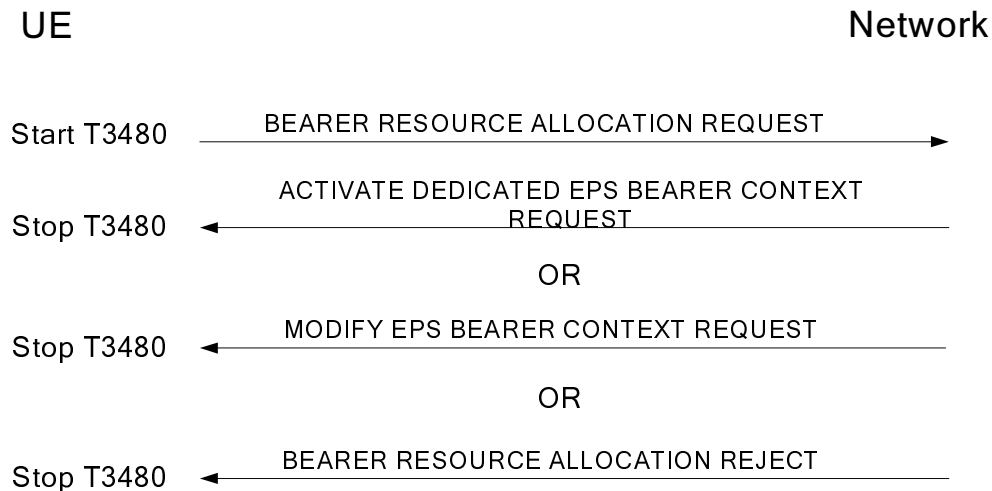 UE
Network
Start T3480
BEARER RESOURCE ALLOCATION REQUEST
ACTIVATE DEDICATED EPS BEARER CONTEXT
REQUEST
Stop T3480
OR
MODIFY EPS BEARER CONTEXT REQUEST
Stop T3480
OR
BEARER RESOURCE ALLOCATION REJECT
Stop T3480